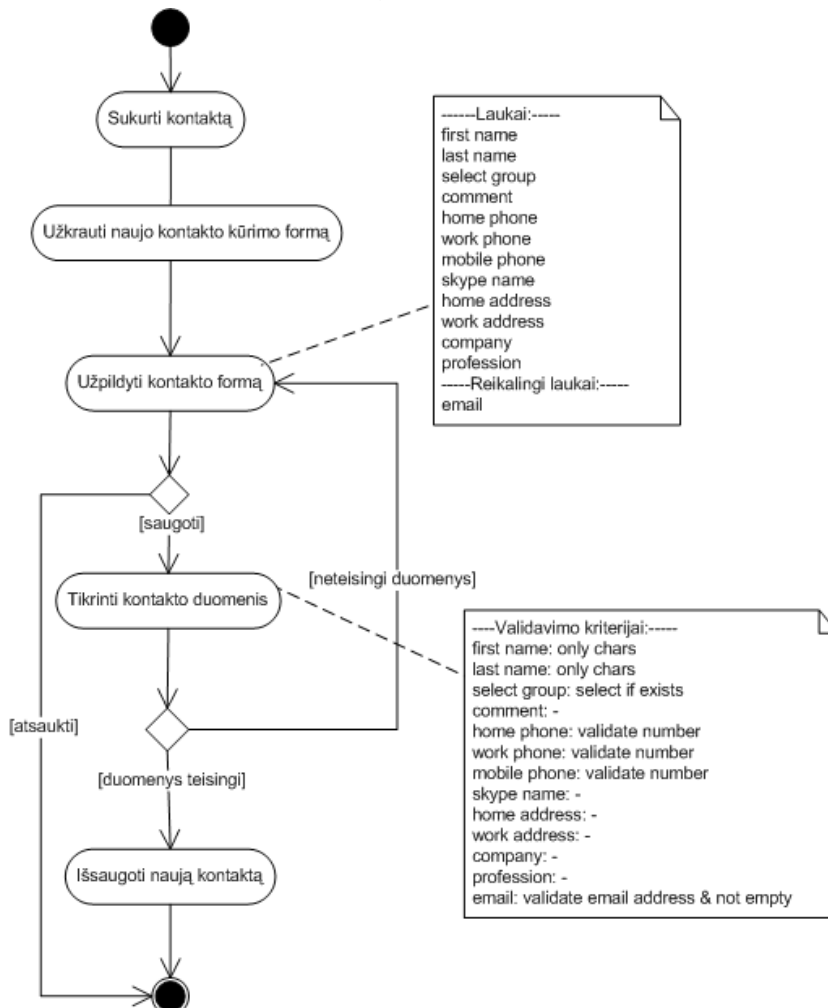 Sukurti kontaktą
Užkrauti naujo kontakto kūrimo formą
Užpildyti kontakto formą
------Laukai:-----
first name
last name
select group
comment
home phone
work phone
mobile phone
skype name
home address
work address
company
profession
-----Reikalingi laukai:-----
email
[saugoti]
[neteisingi duomenys]
Tikrinti kontakto duomenis
----Validavimo kriterijai:-----
first name: only chars
last name: only chars
select group: select if exists
comment: -
home phone: validate number
work phone: validate number
mobile phone: validate number
skype name: -
home address: -
work address: -
company: -
profession: -
email: validate email address & not empty
[atsaukti]
[duomenys teisingi]
Išsaugoti naują kontaktą